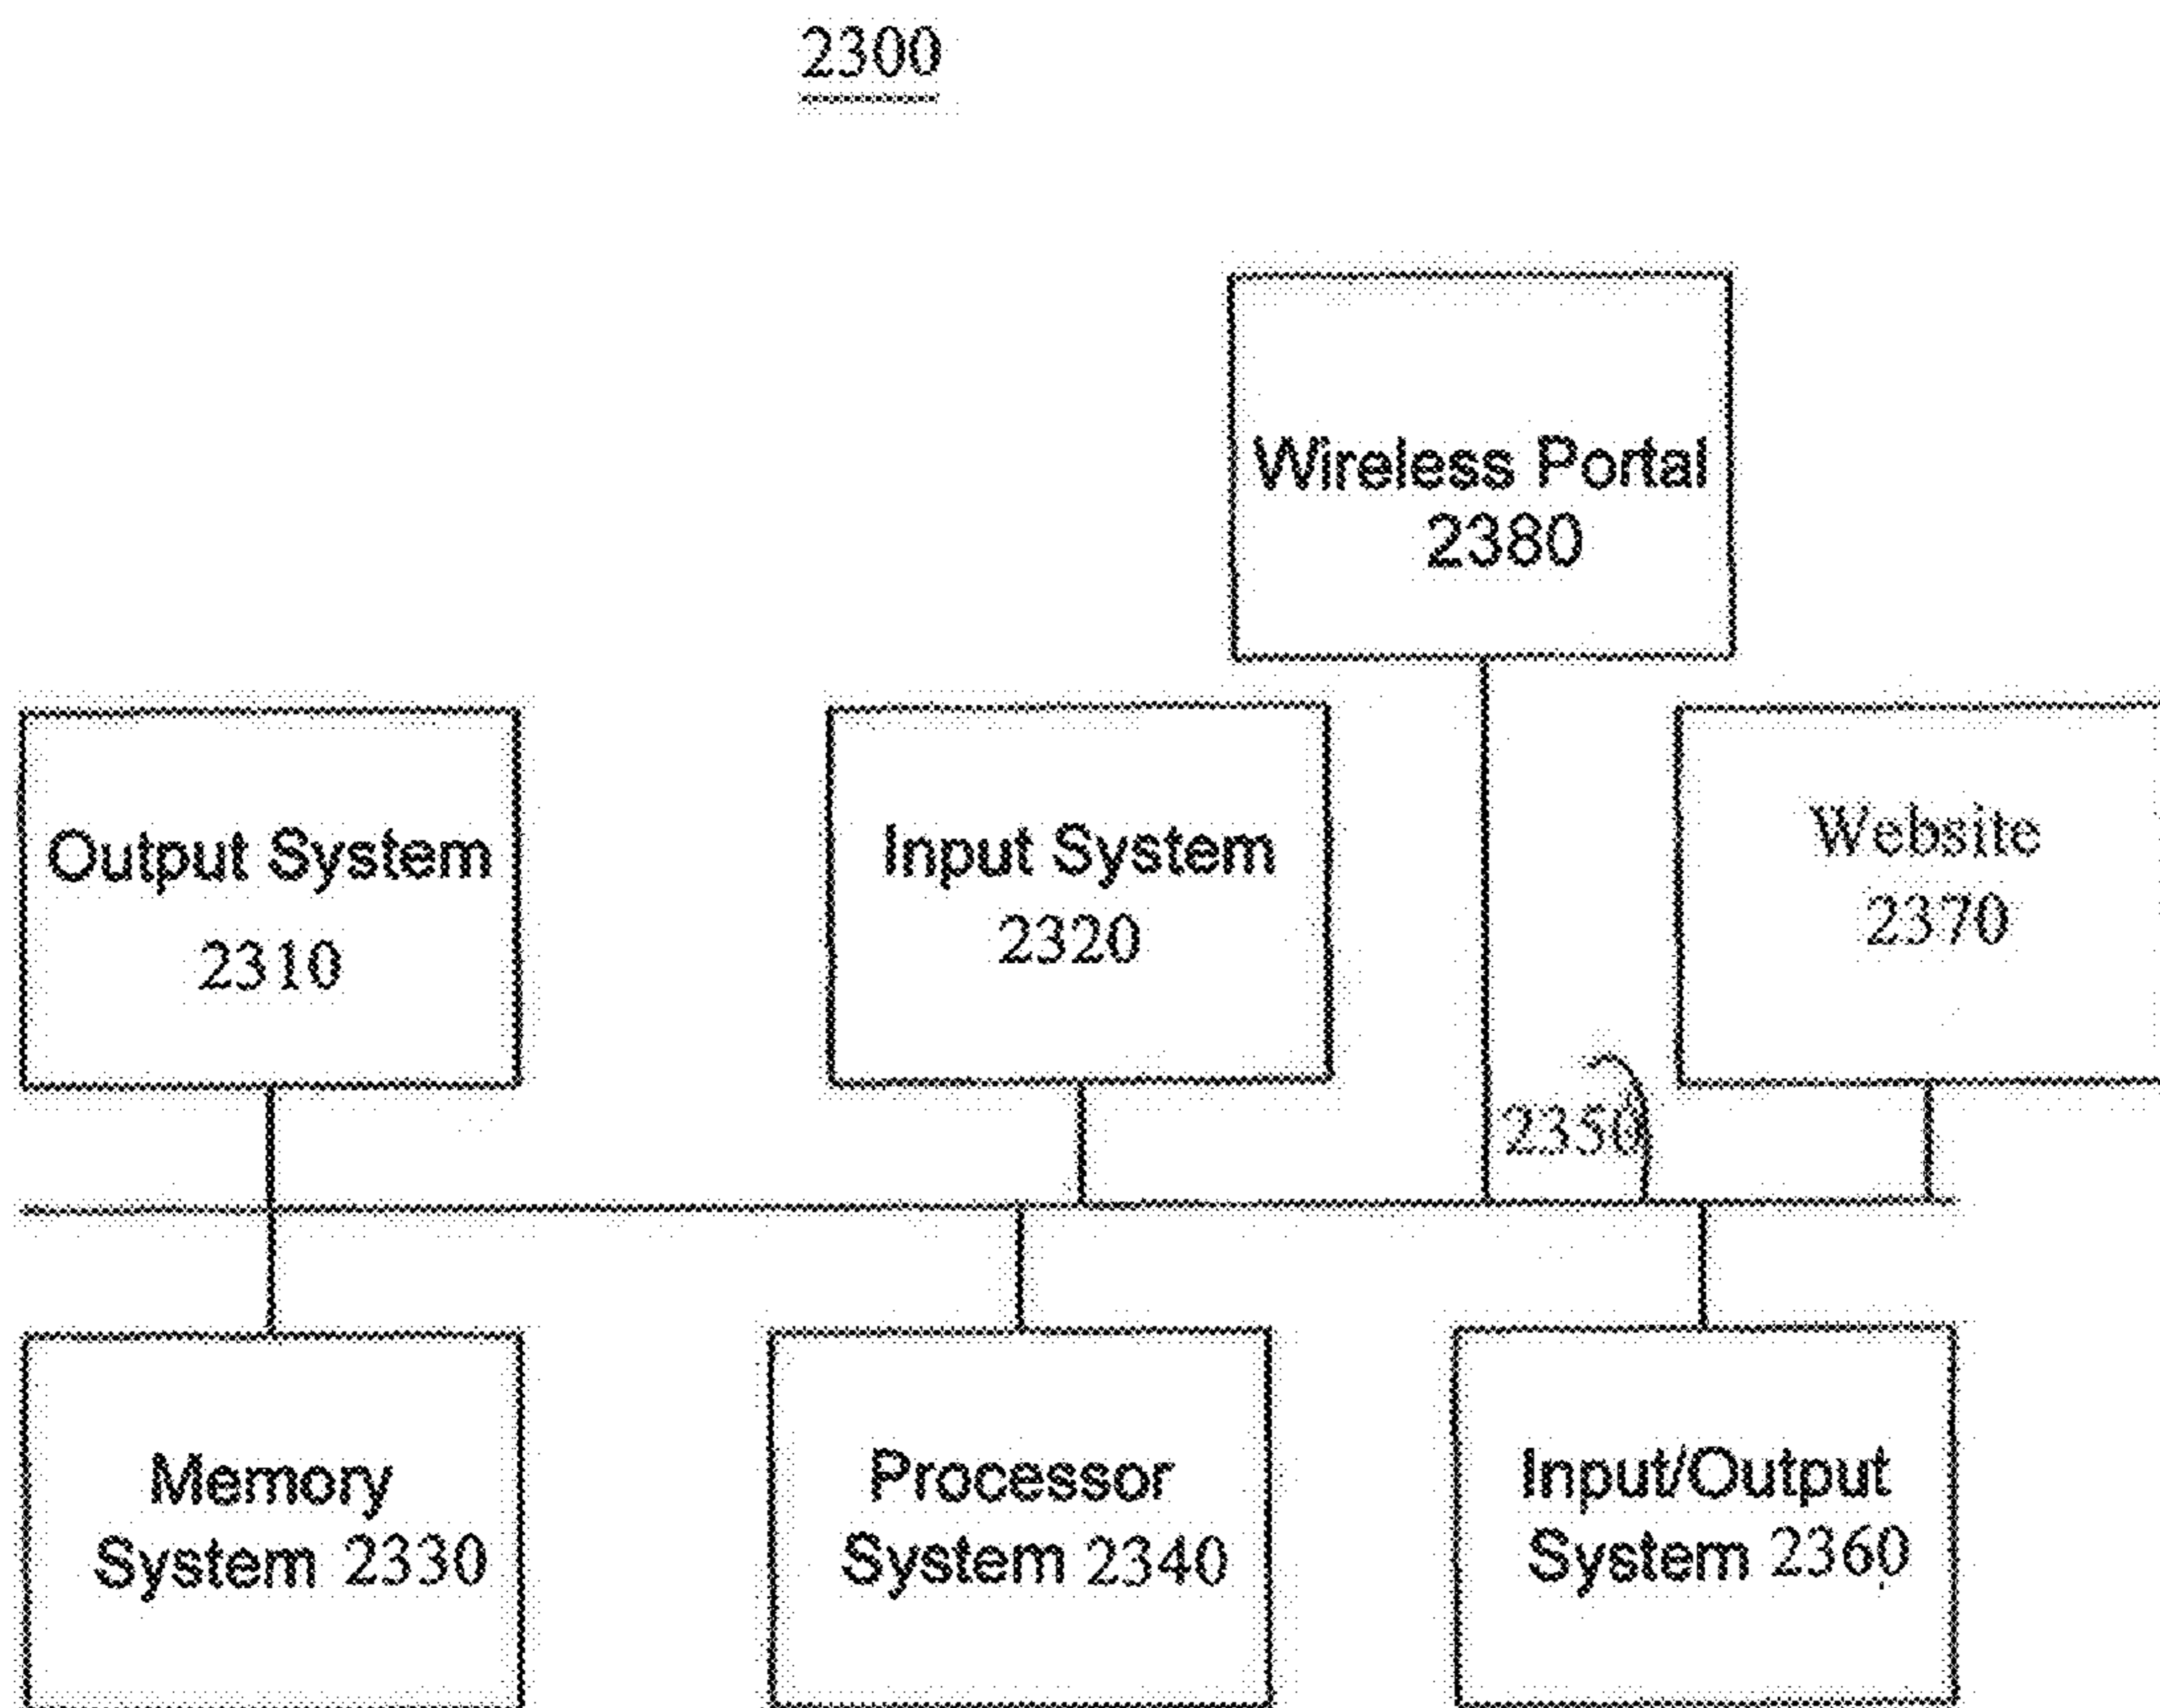 2300
Wireless Portal
2380
Output System
2310
Input System
2320
Website
2370
2350
Memory
System 2330
Processor
System 2340
Input/Output
System 2360